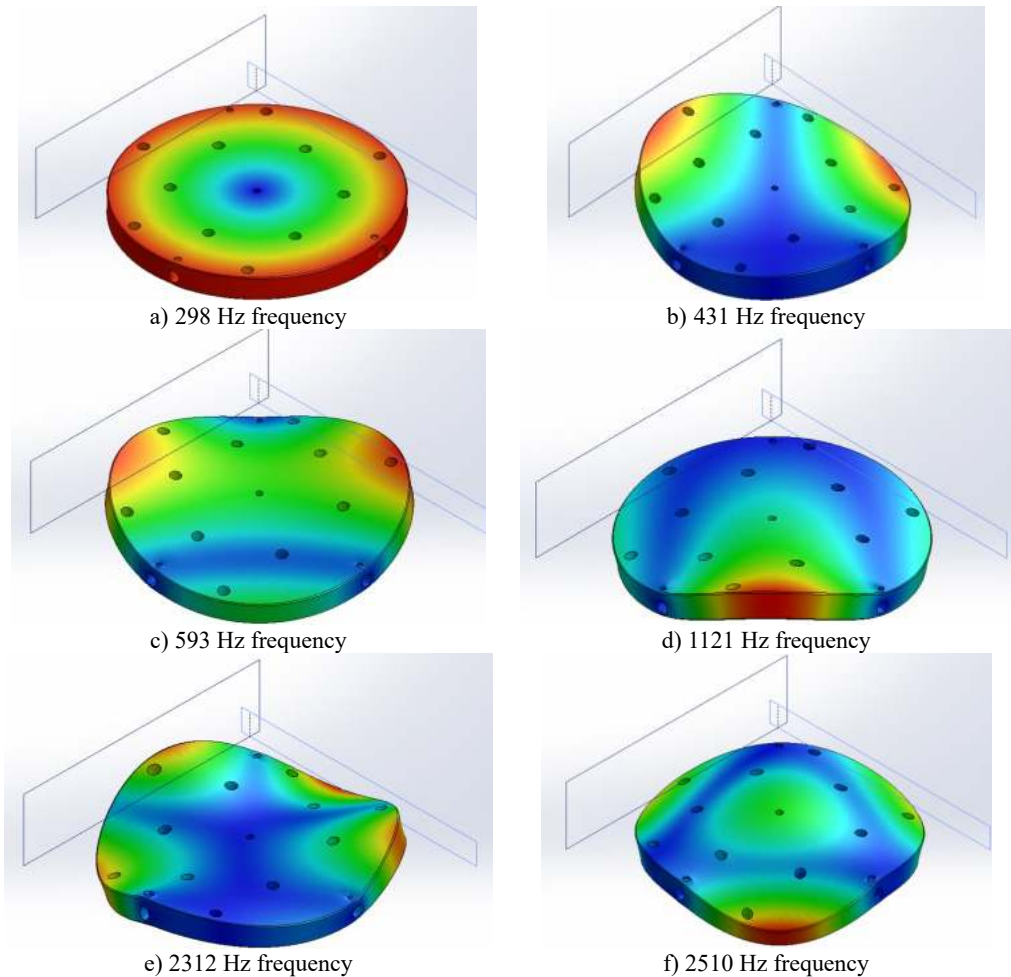 a) 298 Hz frequency
b) 431 Hz frequency
c) 593 Hz frequency
d) 1121 Hz frequency
e) 2312 Hz frequency
f) 2510 Hz frequency